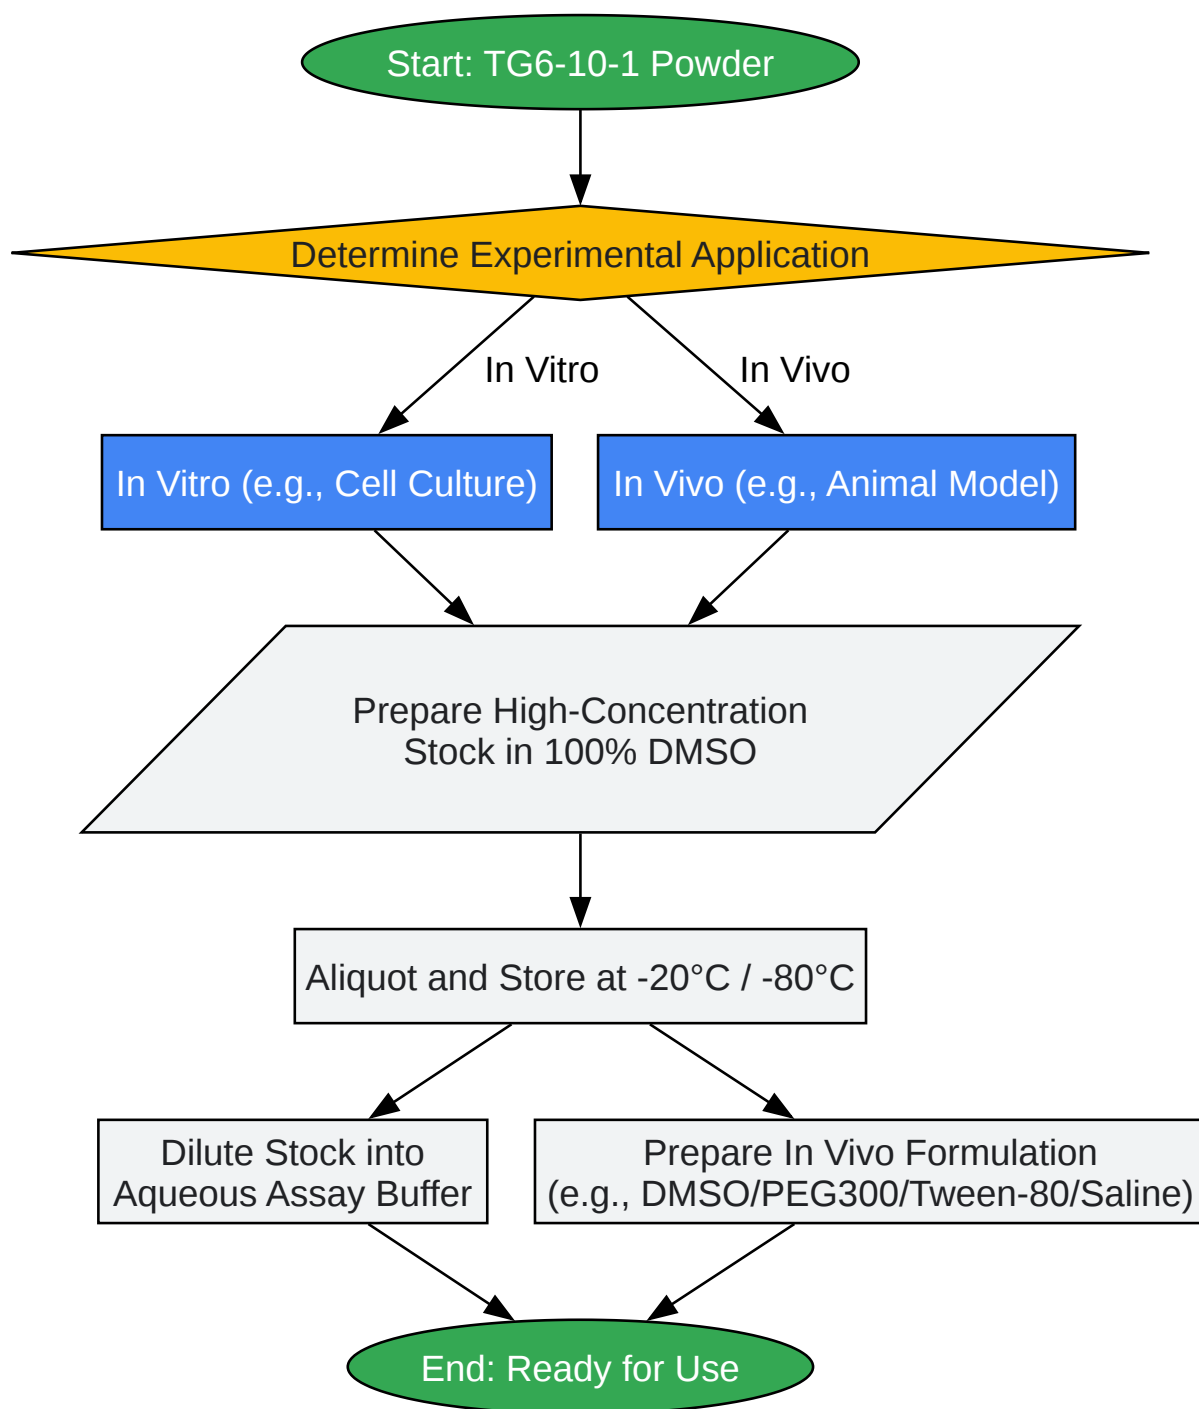 Start: TG6-10-1 Powder
Determine Experimental Application
In Vitro
In Vivo
In Vitro (e.g., Cell Culture)
In Vivo (e.g., Animal Model)
Prepare High-Concentration
Stock in 100% DMSO
Aliquot and Store at -20°C / -80°C
Dilute Stock into
Aqueous Assay Buffer
Prepare In Vivo Formulation
(e.g., DMSO/PEG300/Tween-80/Saline)
End: Ready for Use